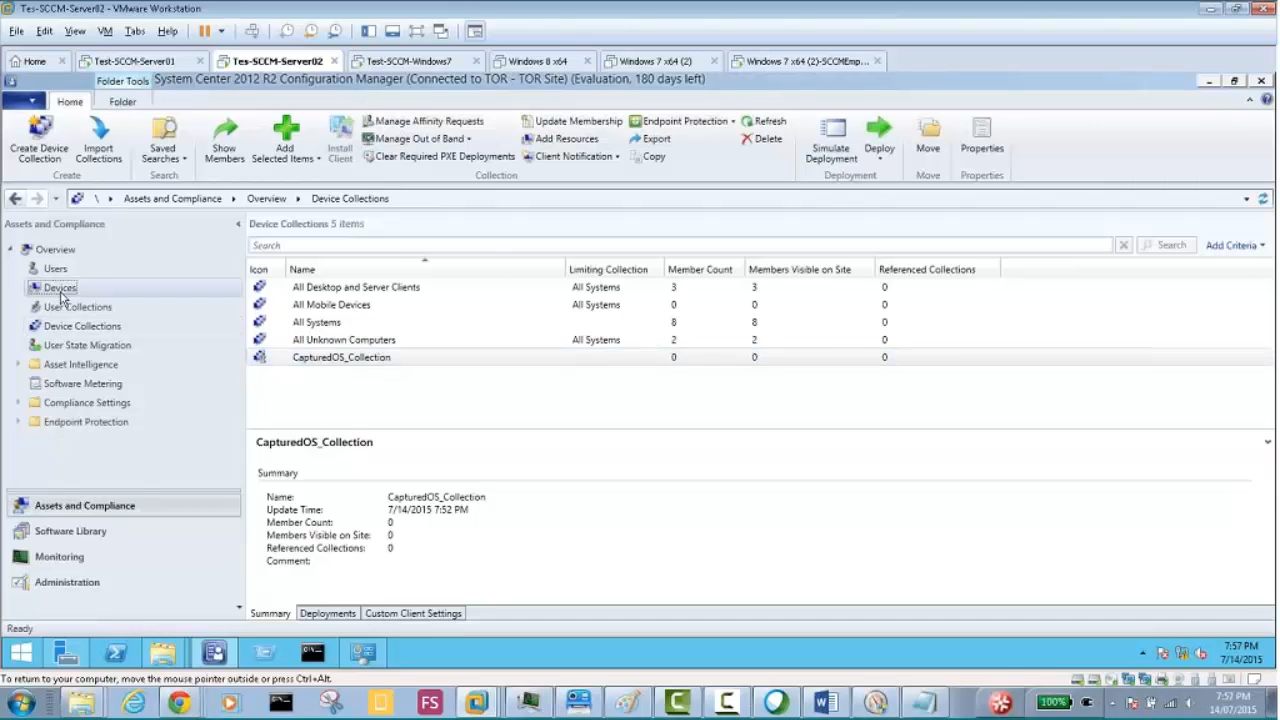 Tes-SCCM-Server02 - VMware Workstation
File Edit View VM Tabs Help
Home Test-SCCM-Server01 Tes-SCCM-Server02 Test-SCCM-Windows7 Windows 8 x64 Windows 7 x64 (2) Windows 7 x64 (2)-SCCMEmp...
Folder Tools System Center 2012 R2 Configuration Manager (Connected to TOR - TOR Site) (Evaluation, 180 days left)
Home Folder
Create Device Collection
Import Collections
Saved Searches
Show Members
Add Selected Items
Install Client
Manage Affinity Requests
Manage Out of Band
Clear Required PXE Deployments
Update Membership
Add Resources
Client Notification
Endpoint Protection
Export
Copy
Refresh
Delete
Simulate Deployment
Deploy
Move
Properties
Create Search Collection Deployment Move Properties
\ Assets and Compliance Overview Device Collections
Assets and Compliance
Overview
Users
Devices
User Collections
Device Collections
User State Migration
Asset Intelligence
Software Metering
Compliance Settings
Endpoint Protection
Assets and Compliance
Software Library
Monitoring
Administration
Device Collections 5 items
Search Search Add Criteria
Icon Name Limiting Collection Member Count Members Visible on Site Referenced Collections
All Desktop and Server Clients All Systems 3 3 0
All Mobile Devices All Systems 0 0 0
All Systems 8 8 0
All Unknown Computers All Systems 2 2 0
CapturedOS_Collection 0 0 0
CapturedOS_Collection
Summary
Name: CapturedOS_Collection
Update Time: 7/14/2015 7:52 PM
Member Count: 0
Members Visible on Site: 0
Referenced Collections: 0
Comment:
Summary Deployments Custom Client Settings
Ready
7:57 PM
7/14/2015
To return to your computer, move the mouse pointer outside or press Ctrl+Alt.
FS
100%
7:57 PM
14/07/2015